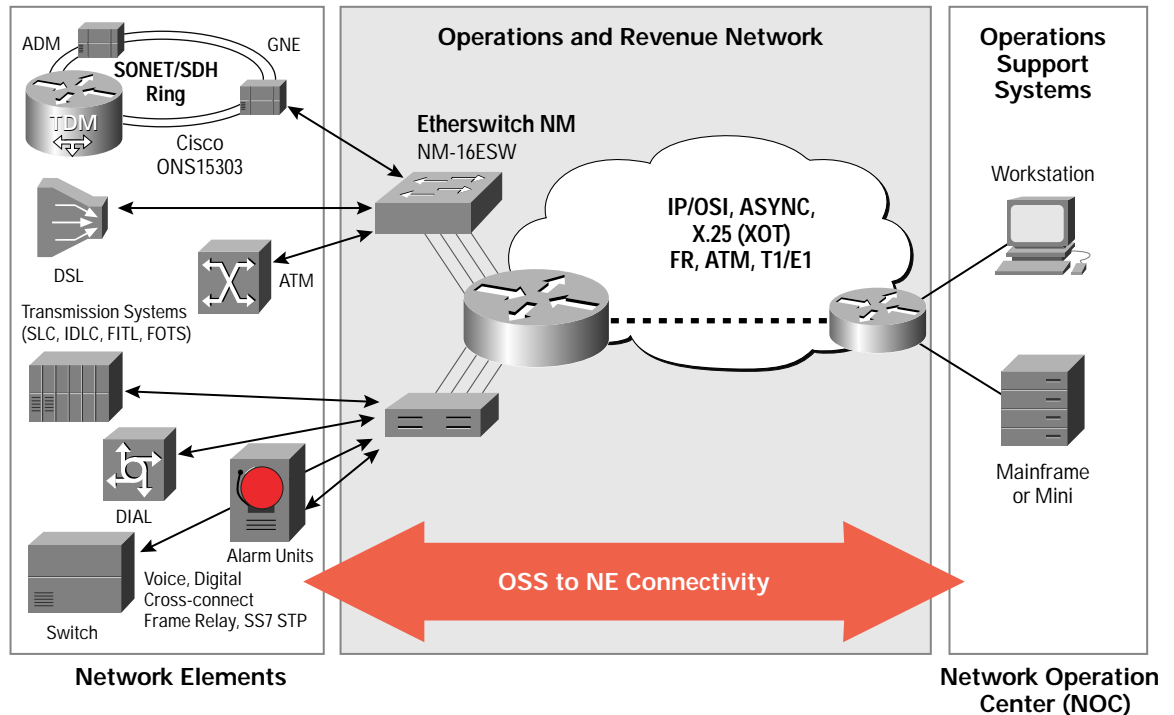 ADM
GNE
SONET/SDH
Ring
TDM
Cisco
ONS15303
DSL
ATM
Transmission Systems
(SLC, IDLC, FITL, FOTS)
DIAL
Alarm Units
Voice, Digital
Cross-connect
Frame Relay, SS7 STP
Switch
Network Elements
Operations and Revenue Network
Etherswitch NM
NM-16ESW
IP/OSI, ASYNC,
X.25 (XOT)
FR, ATM, T1/E1
OSS to NE Connectivity
Operations
Support
Systems
Workstation
Mainframe
or Mini
Network Operation
Center (NOC)